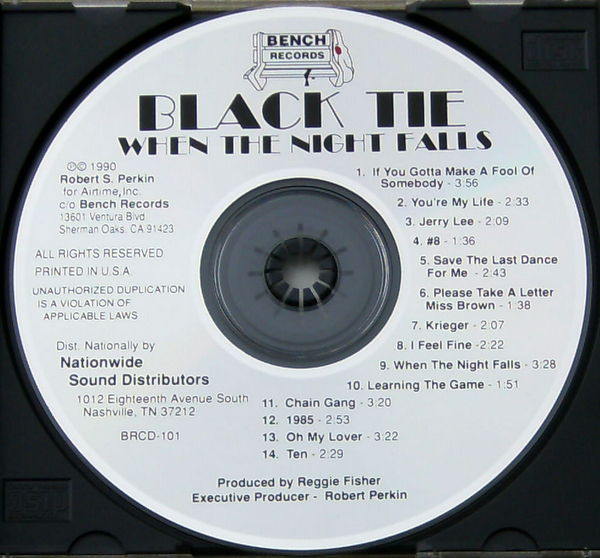 BENCH
RECORDS
BLACK TIE
WHEN THE NIGHT FALLS
℗© 1990
Robert S. Perkin
for Airtime, Inc.
c/o Bench Records
13601 Ventura Blvd
Sherman Oaks, CA 91423
ALL RIGHTS RESERVED
PRINTED IN U.S.A.
UNAUTHORIZED DUPLICATION
IS A VIOLATION OF
APPLICABLE LAWS
Dist. Nationally by
Nationwide
Sound Distributors
1012 Eighteenth Avenue South
Nashville, TN 37212
BRCD-101
1. If You Gotta Make A Fool Of
Somebody - 3:56
2. You're My Life - 2:33
3. Jerry Lee - 2:09
4. #8 - 1:36
5. Save The Last Dance
For Me - 2:43
6. Please Take A Letter
Miss Brown - 1:38
7. Krieger - 2:07
8. I Feel Fine - 2:22
9. When The Night Falls - 3:28
10. Learning The Game - 1:51
11. Chain Gang - 3:20
12. 1985 - 2:53
13. Oh My Lover - 3:22
14. Ten - 2:29
Produced by Reggie Fisher
Executive Producer - Robert Perkin